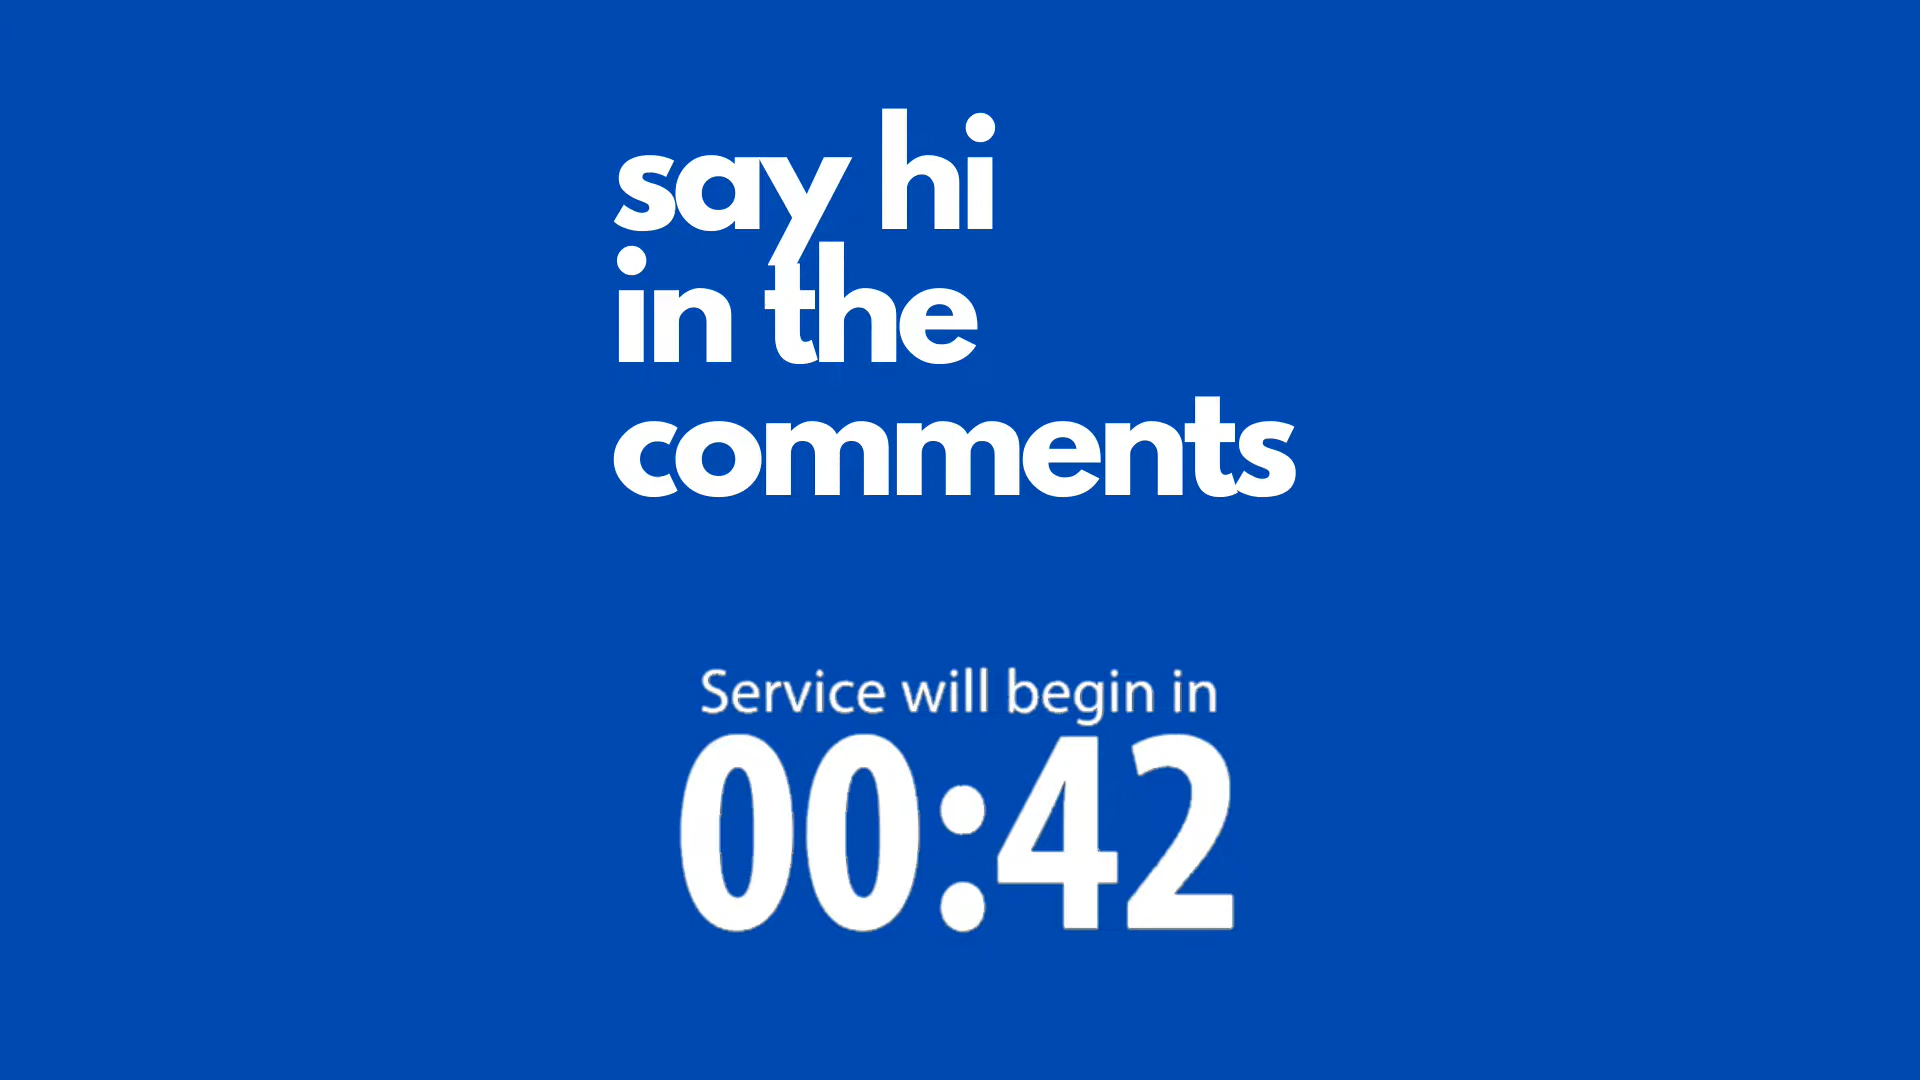 say hi
in the
comments
Service will begin in
00:42